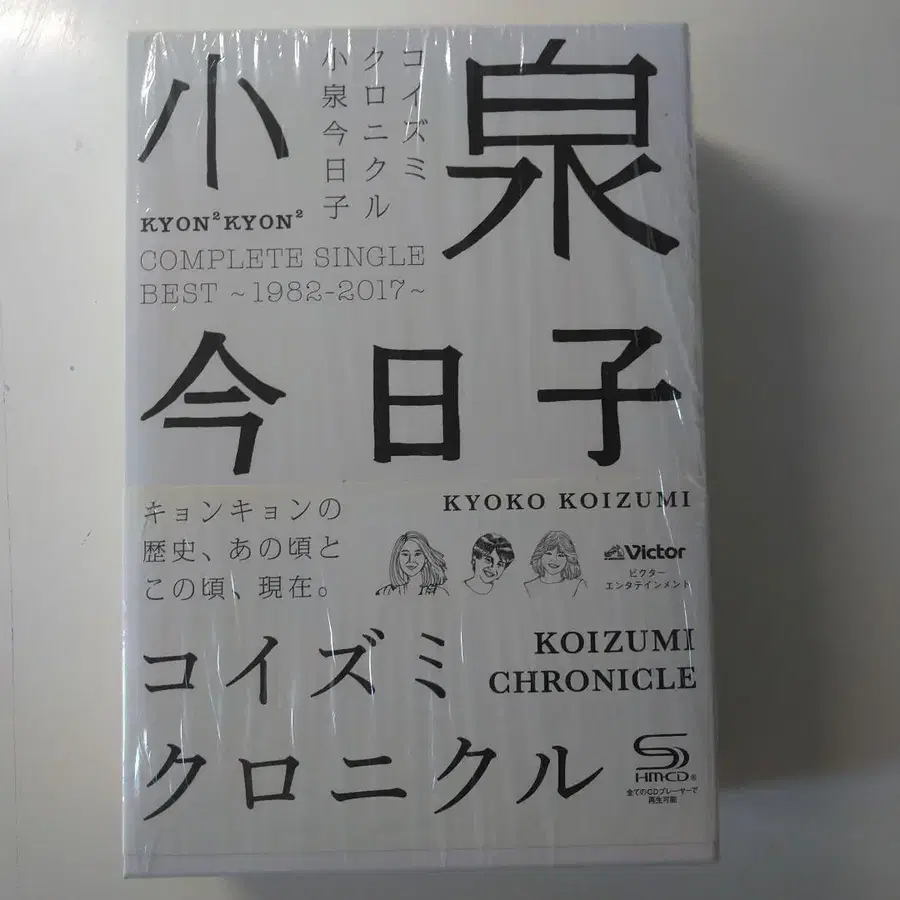 小泉
コイズミ
クロニクル
小泉今日子
KYON²KYON²
COMPLETE SINGLE
BEST ~1982-2017~
今日子
KYOKO KOIZUMI
キョンキョンの
歴史、あの頃と
この頃、現在。
Victor
ビクター
エンタテインメント
KOIZUMI
CHRONICLE
コイズミ
クロニクル
SHM-CD®
全てのCDプレーヤーで
再生可能